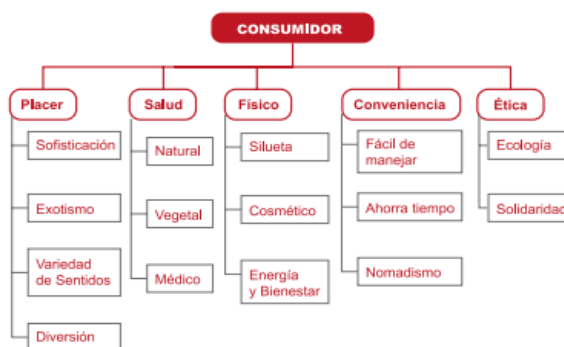 CONSUMIDOR
Placer
Sofisticación
Exotismo
Variedad
de Sentidos
Diversión
Salud
Natural
Vegetal
Médico
Físico
Silueta
Cosmético
Energía
y Bienestar
Conveniencia
Fácil de
manejar
Ahorra tiempo
Nomadismo
Ética
Ecología
Solidaridad